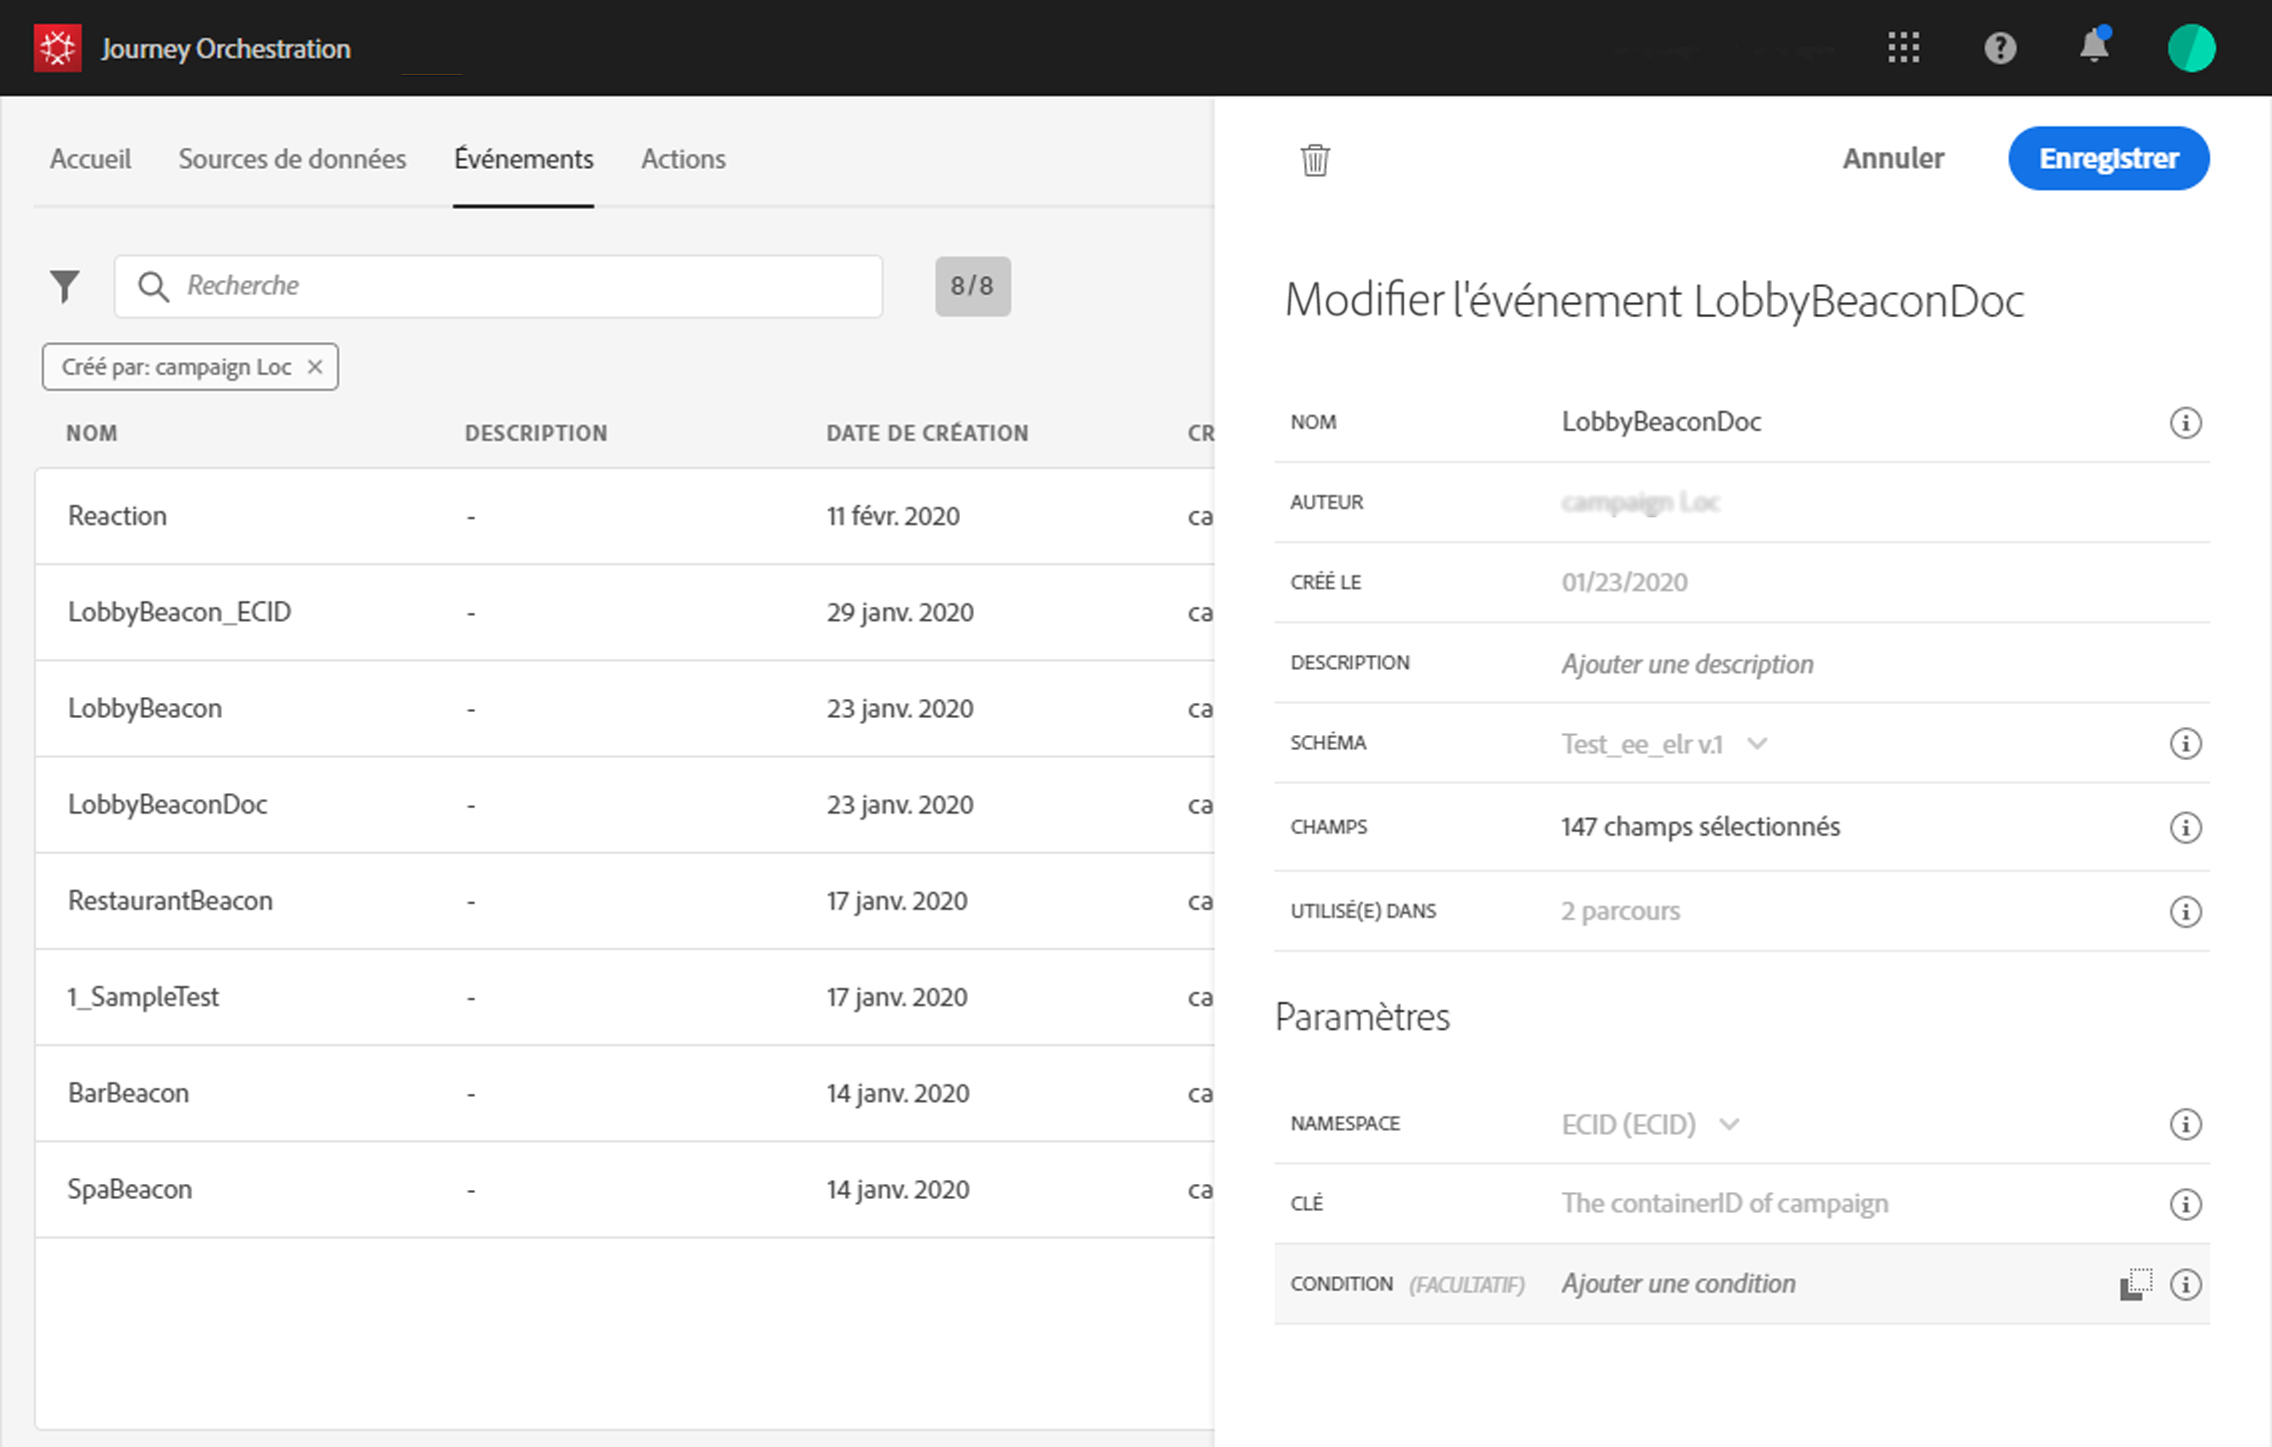 Journey Orchestration
Accueil Sources de données Événements Actions
Recherche 8/8
Créé par: campaign Loc
NOM DESCRIPTION DATE DE CRÉATION CR
Reaction - 11 févr. 2020 ca
LobbyBeacon_ECID - 29 janv. 2020 ca
LobbyBeacon - 23 janv. 2020 ca
LobbyBeaconDoc - 23 janv. 2020 ca
RestaurantBeacon - 17 janv. 2020 ca
1_SampleTest - 17 janv. 2020 ca
BarBeacon - 14 janv. 2020 ca
SpaBeacon - 14 janv. 2020 ca
Annuler Enregistrer
Modifier l'événement LobbyBeaconDoc
NOM LobbyBeaconDoc
AUTEUR campaign Loc
CRÉÉ LE 01/23/2020
DESCRIPTION Ajouter une description
SCHÉMA Test_ee_elr v.1
CHAMPS 147 champs sélectionnés
UTILISÉ(E) DANS 2 parcours
Paramètres
NAMESPACE ECID (ECID)
CLÉ The containerID of campaign
CONDITION (FACULTATIF) Ajouter une condition